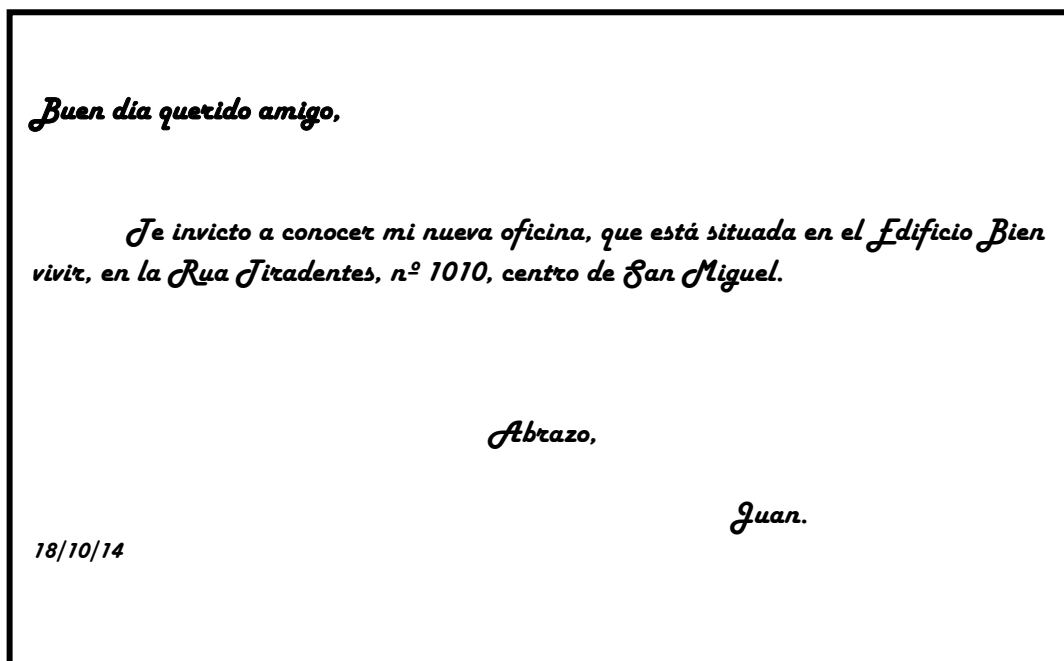 Buen día querido amigo,
Te invicto a conocer mi nueva oficina, que está situada en el Edificio Bien
vivir, en la Rua Tiradentes, nº 1010, centro de San Miguel.
Abrazo,
Juan.
18/10/14